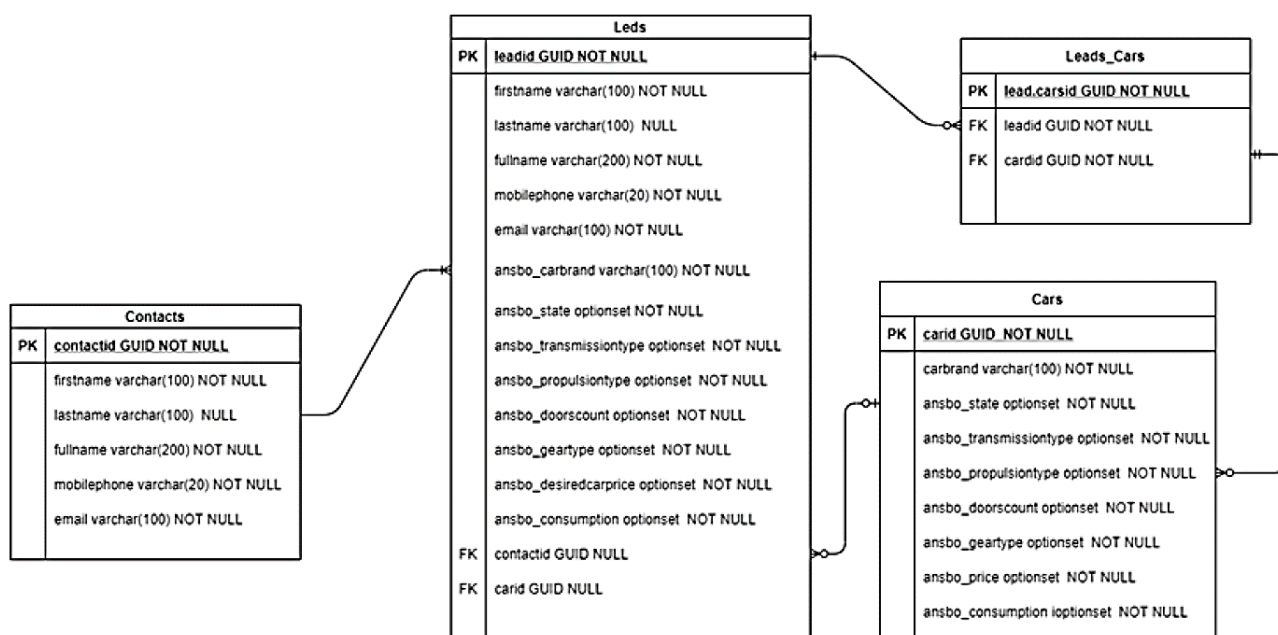 Leds
PK leadid GUID NOT NULL
firstname varchar(100) NOT NULL
lastname varchar(100) NULL
fullname varchar(200) NOT NULL
mobilephone varchar(20) NOT NULL
email varchar(100) NOT NULL
ansbo_carbrand varchar(100) NOT NULL
ansbo_state optionset NOT NULL
ansbo_transmissiontype optionset NOT NULL
ansbo_propulsiontype optionset NOT NULL
ansbo_doorscount optionset NOT NULL
ansbo_geartype optionset NOT NULL
ansbo_desiredcarprice optionset NOT NULL
ansbo_consumption optionset NOT NULL
FK contactid GUID NULL
FK carid GUID NULL
Leads_Cars
PK lead.carsid GUID NOT NULL
FK leadid GUID NOT NULL
FK cardid GUID NOT NULL
Contacts
PK contactid GUID NOT NULL
firstname varchar(100) NOT NULL
lastname varchar(100) NULL
fullname varchar(200) NOT NULL
mobilephone varchar(20) NOT NULL
email varchar(100) NOT NULL
Cars
PK carid GUID NOT NULL
carbrand varchar(100) NOT NULL
ansbo_state optionset NOT NULL
ansbo_transmissiontype optionset NOT NULL
ansbo_propulsiontype optionset NOT NULL
ansbo_doorscount optionset NOT NULL
ansbo_geartype optionset NOT NULL
ansbo_price optionset NOT NULL
ansbo_consumption ioptionset NOT NULL